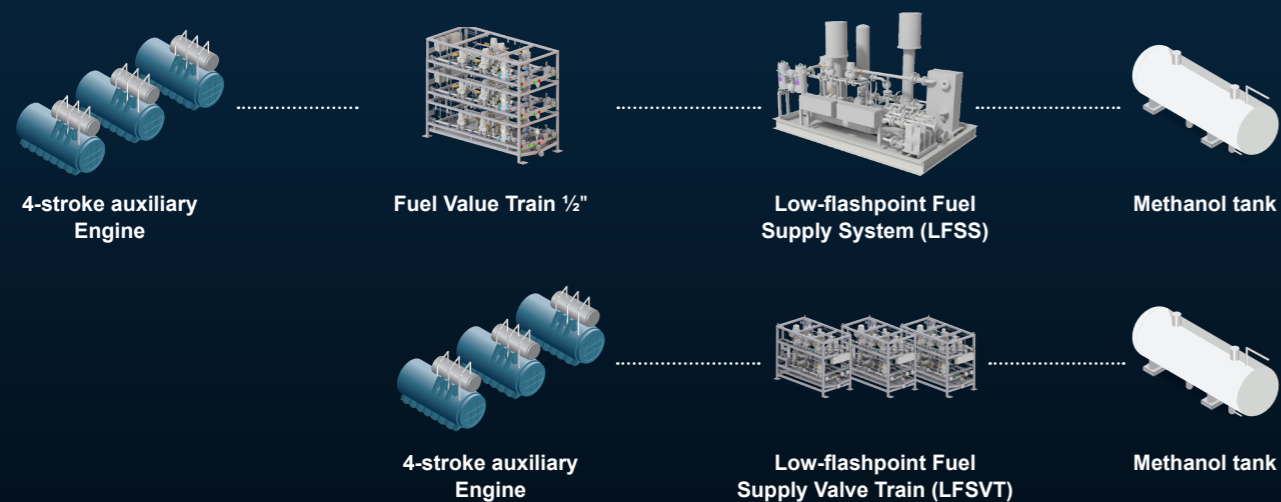 4-stroke auxiliary
Engine
Fuel Value Train ½"
Low-flashpoint Fuel
Supply System (LFSS)
Methanol tank
4-stroke auxiliary
Engine
Low-flashpoint Fuel
Supply Valve Train (LFSVT)
Methanol tank